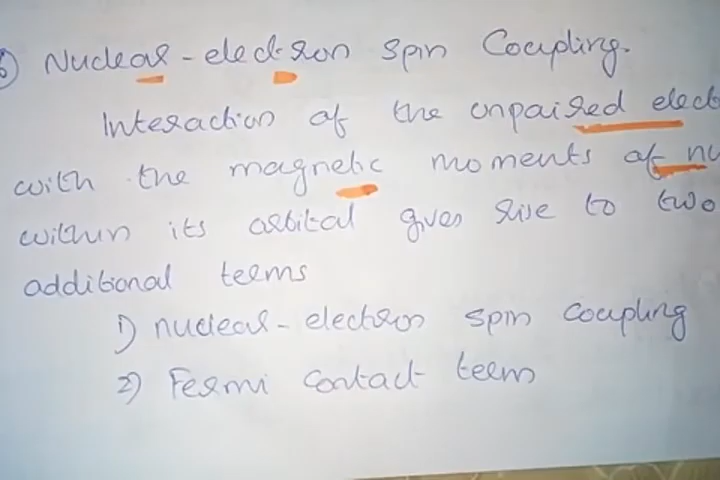 Nuclear-electron spin Coupling.
Interaction of the unpaired elect
with the magnetic moments of nu
within its orbital gives rise to two
additional terms
1) nuclear-electron spin coupling
2) Fermi Contact term